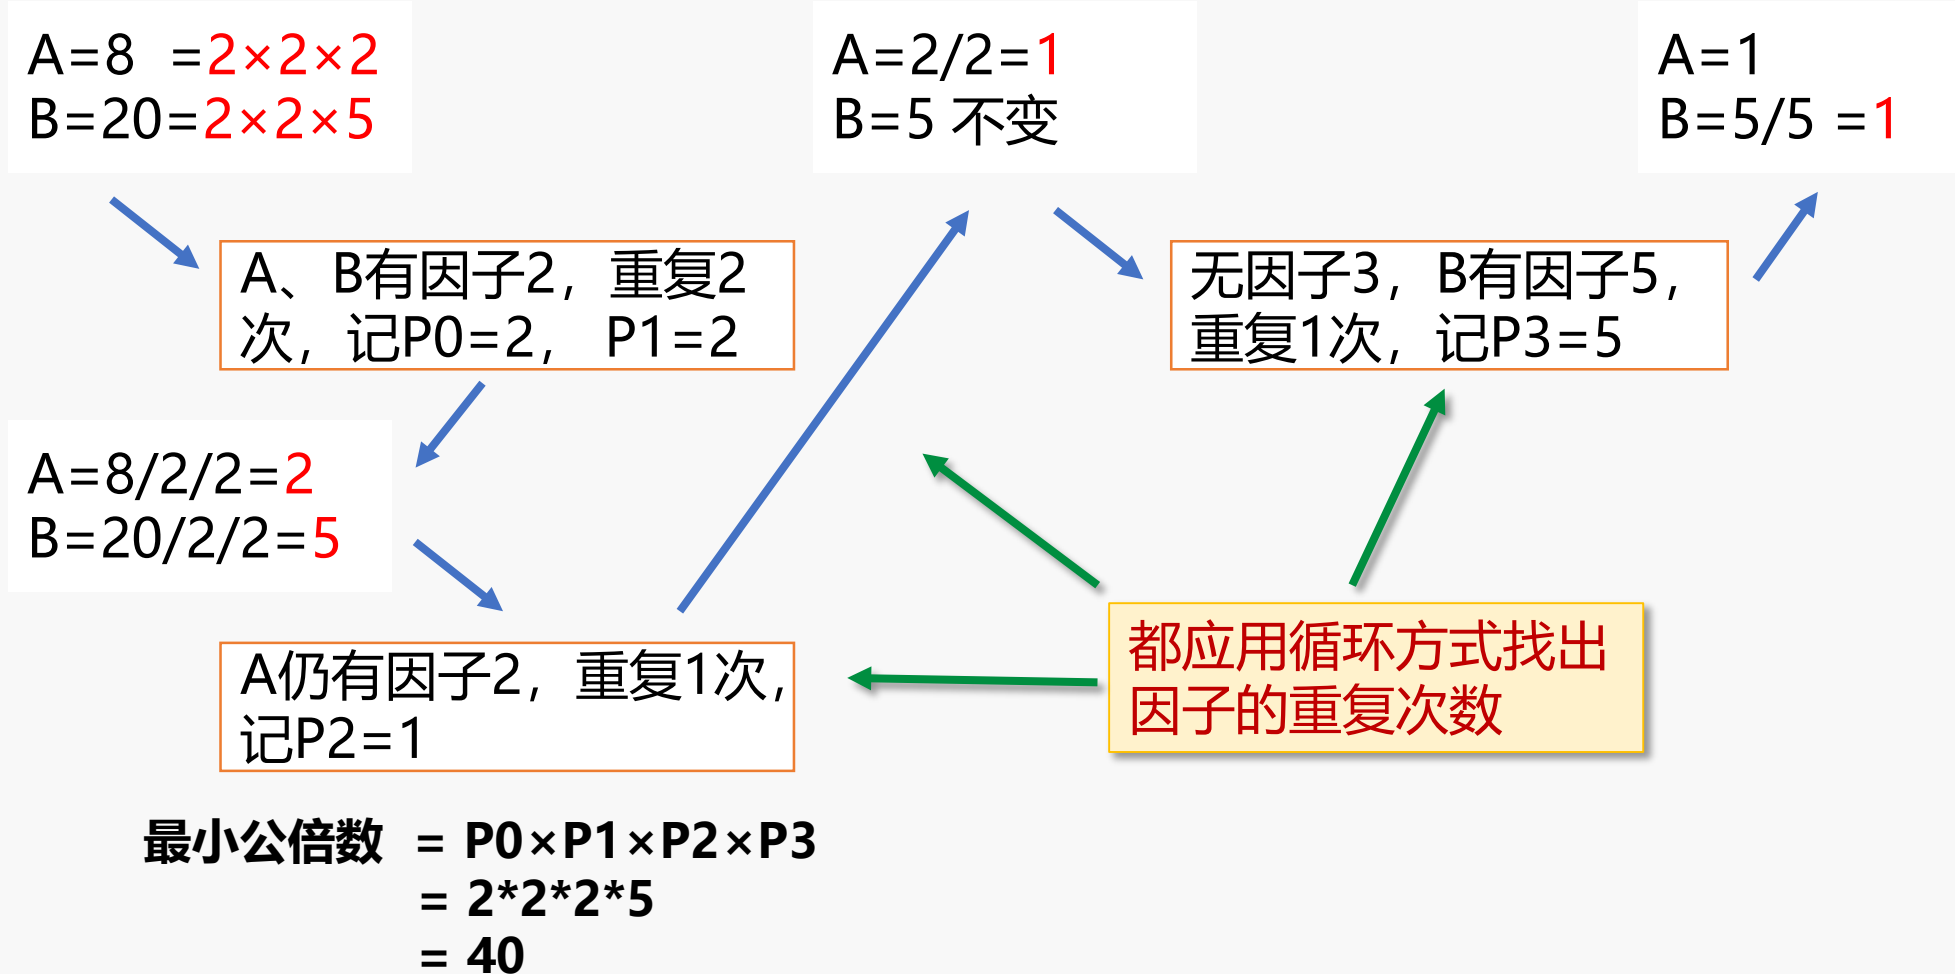 A=8 =2×2×2
B=20=2×2×5
A、B有因子2，重复2
次，记P0=2， P1=2
A=8/2/2=2
B=20/2/2=5
A仍有因子2，重复1次，
记P2=1
A=2/2=1
B=5 不变
无因子3，B有因子5，
重复1次，记P3=5
A=1
B=5/5 =1
都应用循环方式找出
因子的重复次数
最小公倍数 = P0×P1×P2×P3
= 2*2*2*5
= 40